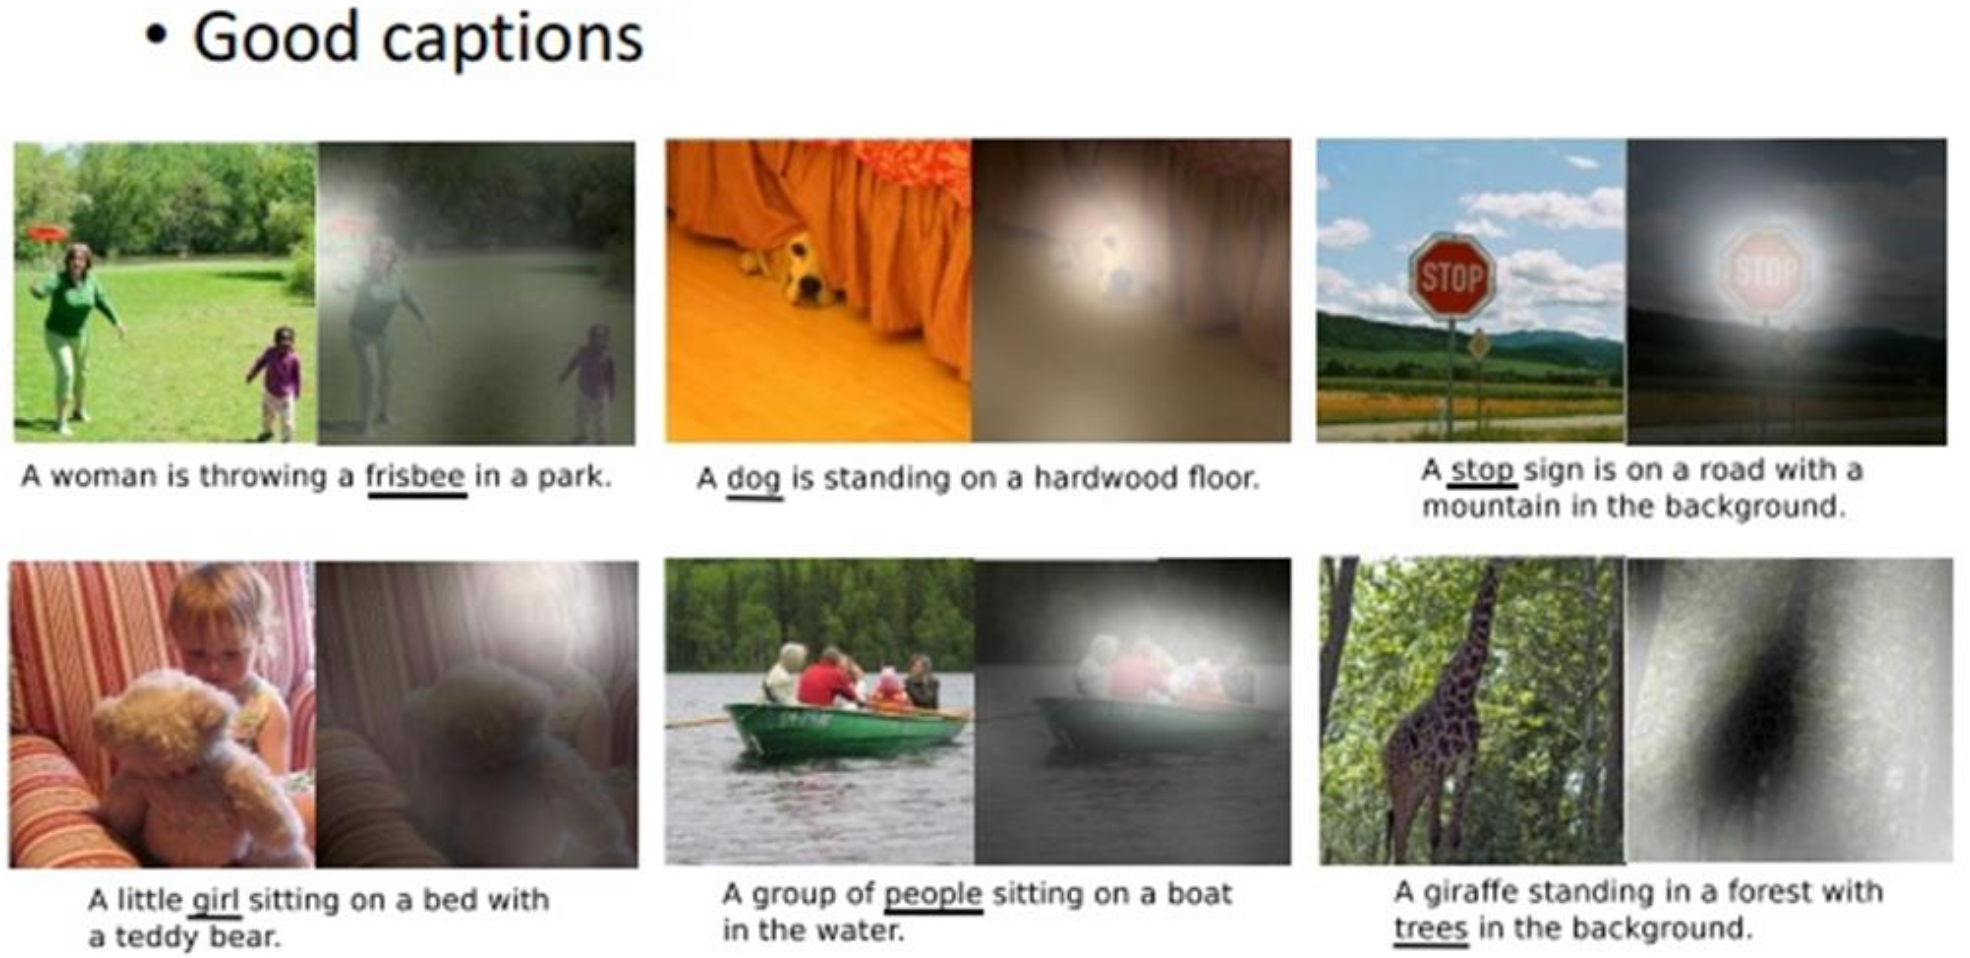 • Good captions
STOP
STOP
A woman is throwing a frisbee in a park.
A dog is standing on a hardwood floor.
A stop sign is on a road with a
mountain in the background.
A little girl sitting on a bed with
a teddy bear.
A group of people sitting on a boat
in the water.
A giraffe standing in a forest with
trees in the background.